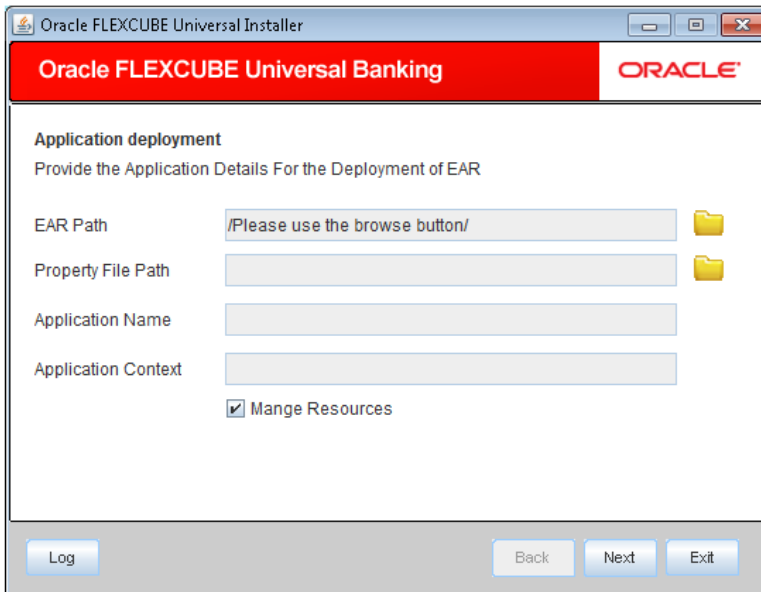 Oracle FLEXCUBE Universal Installer
Oracle FLEXCUBE Universal Banking
ORACLE
Application deployment
Provide the Application Details For the Deployment of EAR
EAR Path /Please use the browse button/
Property File Path
Application Name
Application Context
Mange Resources
Log Back Next Exit